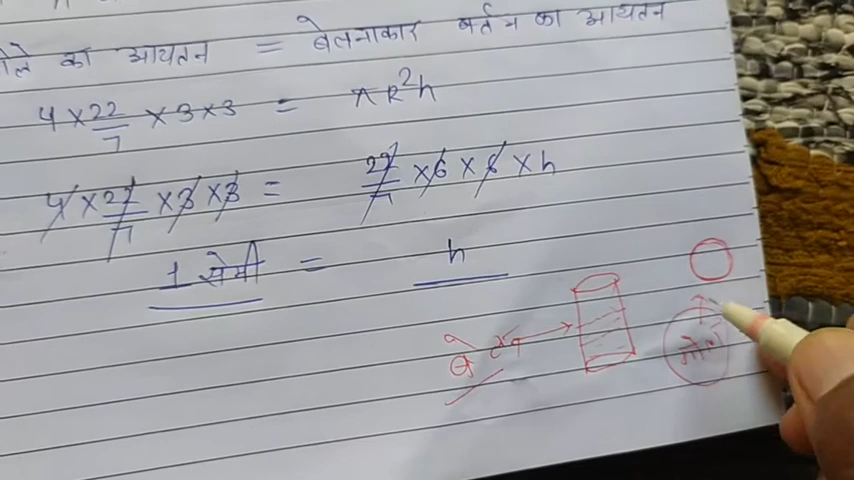 गोले का आयतन = बेलनाकार बर्तन का आयतन
4 × 22/7 × 3 × 3 = πR²h
4 × 22/7 × 3 × 3 = 22/7 × 6 × 6 × h
1 सेमी = h